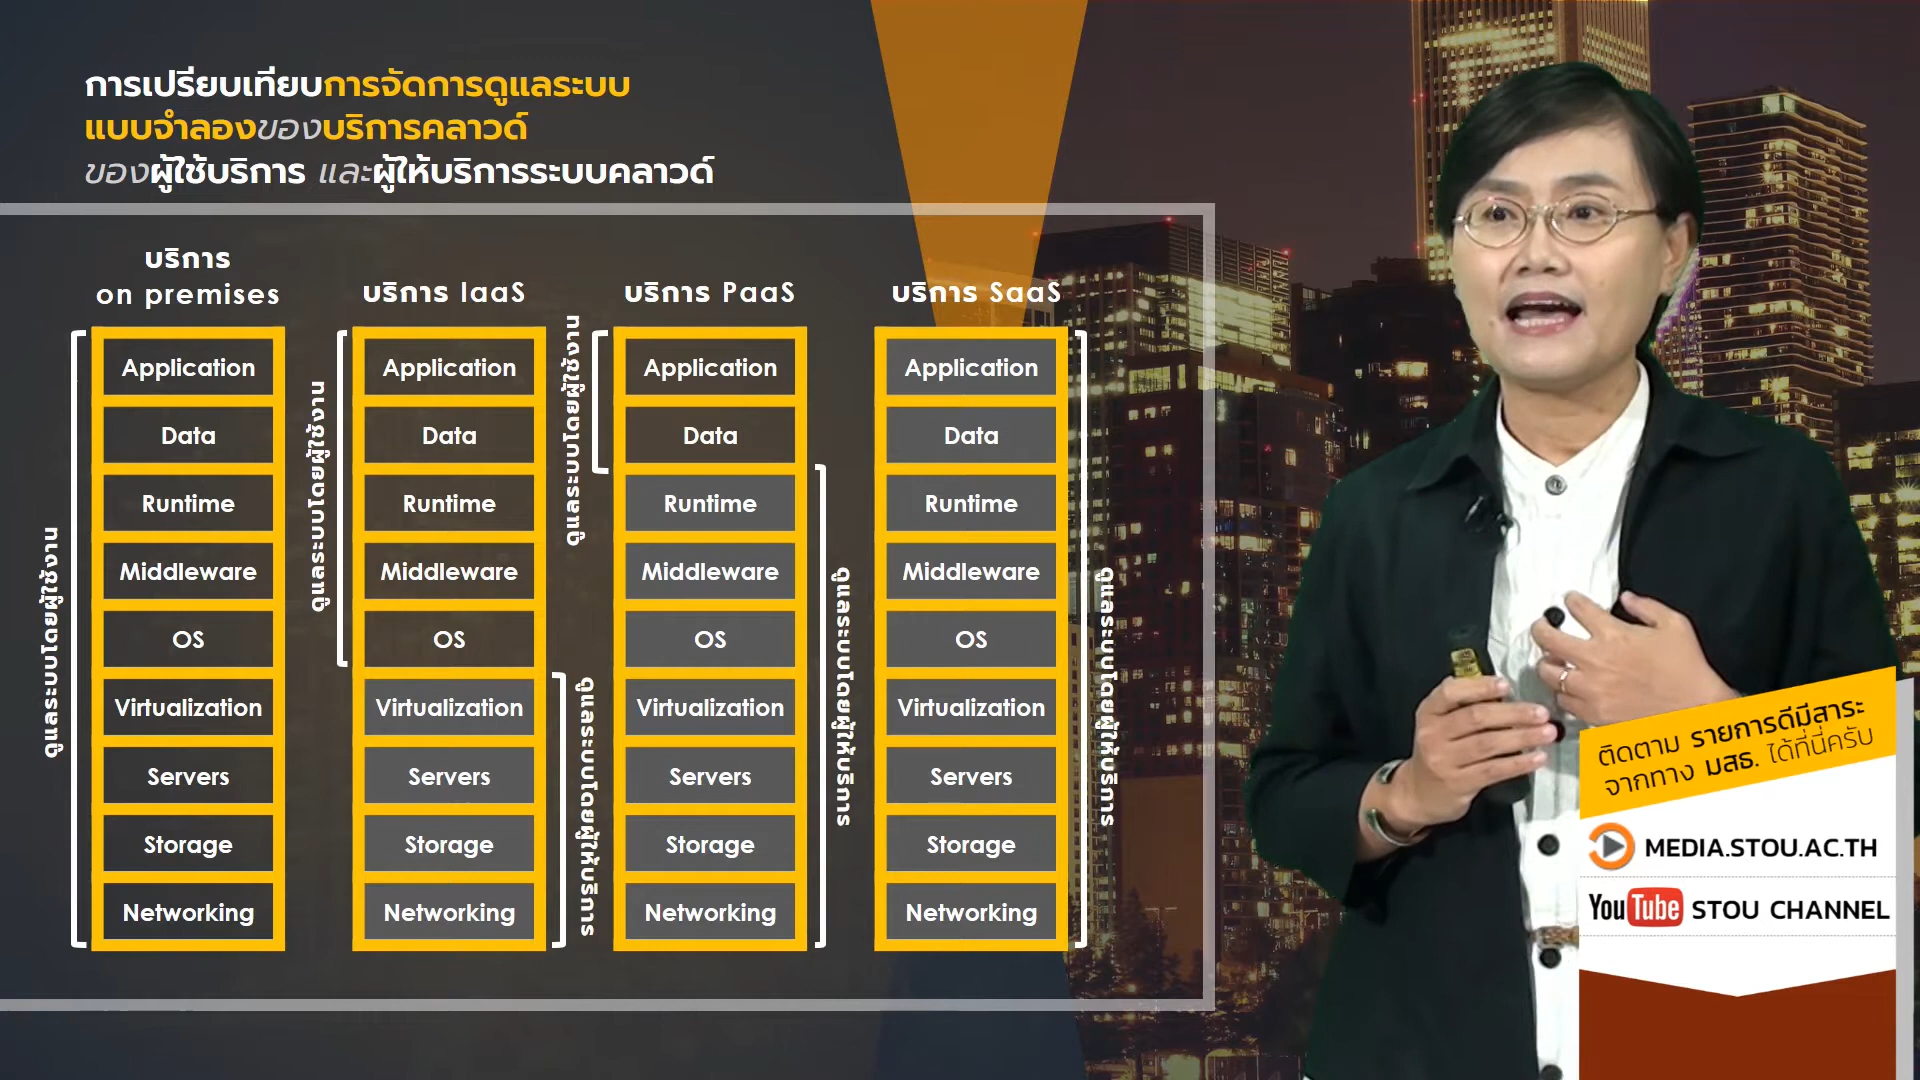 การเปรียบเทียบการจัดการดูแลระบบ
แบบจำลองของบริการคลาวด์
ของผู้ใช้บริการ และผู้ให้บริการระบบคลาวด์
บริการ
on premises
ดูแลระบบโดยผู้ใช้งาน
Application
Data
Runtime
Middleware
OS
Virtualization
Servers
Storage
Networking
บริการ IaaS
ดูแลระบบโดยผู้ใช้งาน
Application
Data
Runtime
Middleware
OS
Virtualization
Servers
Storage
Networking
ดูแลระบบโดยผู้ให้บริการ
บริการ PaaS
ดูแลระบบโดยผู้ใช้งาน
Application
Data
Runtime
Middleware
OS
Virtualization
Servers
Storage
Networking
ดูแลระบบโดยผู้ให้บริการ
บริการ SaaS
Application
Data
Runtime
Middleware
OS
Virtualization
Servers
Storage
Networking
ดูแลระบบโดยผู้ให้บริการ
ติดตาม รายการดีมีสาระ
จากทาง มสธ. ได้ที่นี่ครับ
MEDIA.STOU.AC.TH
YouTube STOU CHANNEL